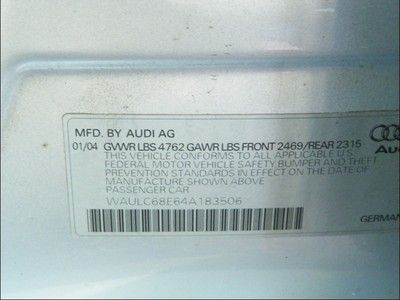 MFD. BY AUDI AG
01/04 GVWR LBS 4762 GAWR LBS FRONT 2469/REAR 2315
THIS VEHICLE CONFORMS TO ALL APPLICABLE U.S.
FEDERAL MOTOR VEHICLE SAFETY BUMPER AND THEFT
PREVENTION STANDARDS IN EFFECT ON THE DATE OF
MANUFACTURE SHOWN ABOVE.
PASSENGER CAR
WAULC68E64A183506
Aud
GERMAN